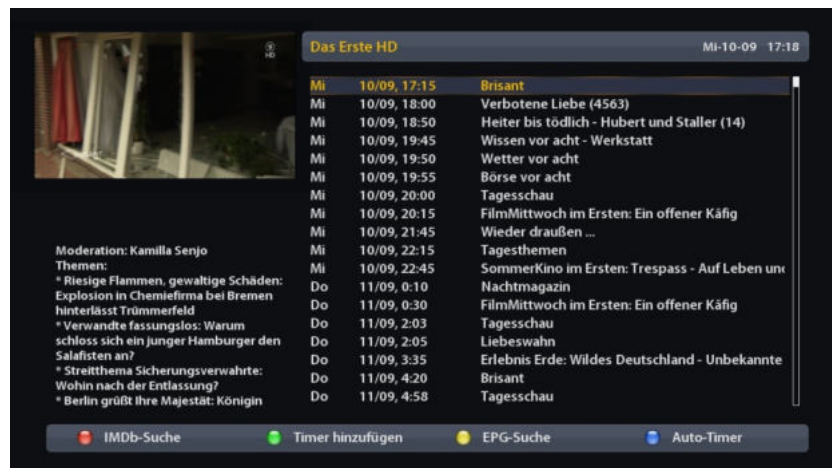 HD
Das Erste HD
Mi-10-09 17:18
Mi 10/09, 17:15 Brisant
Mi 10/09, 18:00 Verbotene Liebe (4563)
Mi 10/09, 18:50 Heiter bis tödlich - Hubert und Staller (14)
Mi 10/09, 19:45 Wissen vor acht - Werkstatt
Mi 10/09, 19:50 Wetter vor acht
Mi 10/09, 19:55 Börse vor acht
Mi 10/09, 20:00 Tagesschau
Mi 10/09, 20:15 FilmMittwoch im Ersten: Ein offener Käfig
Mi 10/09, 21:45 Wieder draußen ...
Mi 10/09, 22:15 Tagesthemen
Mi 10/09, 22:45 SommerKino im Ersten: Trespass - Auf Leben und
Do 11/09, 0:10 Nachtmagazin
Do 11/09, 0:30 FilmMittwoch im Ersten: Ein offener Käfig
Do 11/09, 2:03 Tagesschau
Do 11/09, 2:05 Liebeswahn
Do 11/09, 3:35 Erlebnis Erde: Wildes Deutschland - Unbekannte
Do 11/09, 4:20 Brisant
Do 11/09, 4:58 Tagesschau
Moderation: Kamilla Senjo
Themen:
* Riesige Flammen, gewaltige Schäden:
Explosion in Chemiefirma bei Bremen
hinterlässt Trümmerfeld
* Verwandte fassungslos: Warum
schloss sich ein junger Hamburger den
Salafisten an?
* Streitthema Sicherungsverwahrte:
Wohin nach der Entlassung?
* Berlin grüßt Ihre Majestät: Königin
IMDb-Suche
Timer hinzufügen
EPG-Suche
Auto-Timer